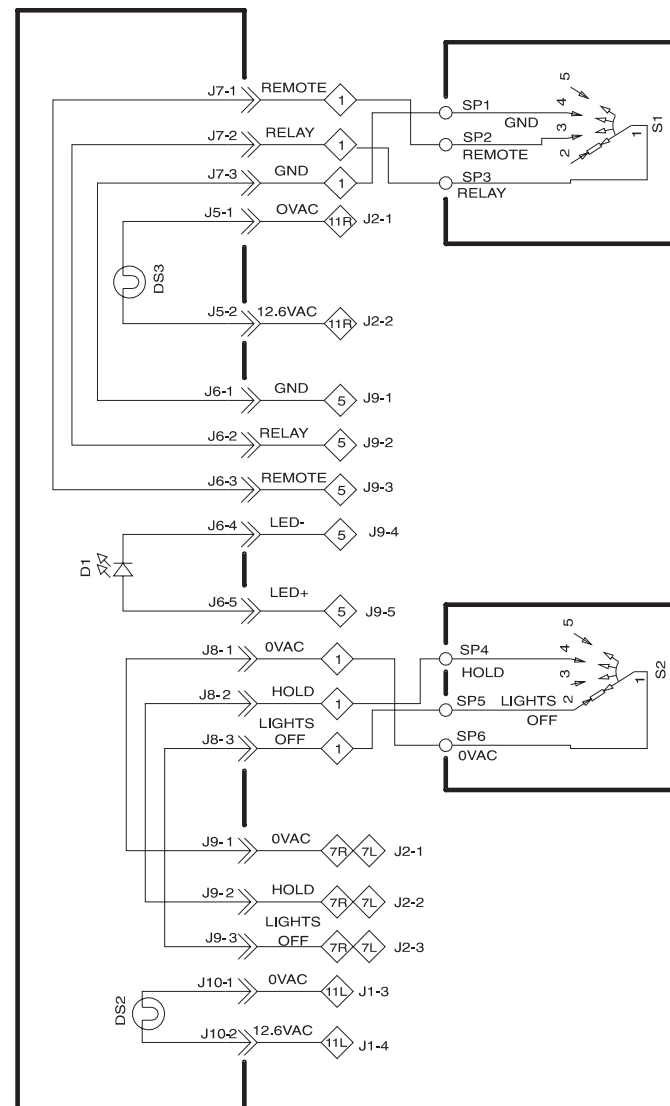 J7-1 REMOTE 1
J7-2 RELAY 1
J7-3 GND 1
J5-1 OVAC 11R J2-1
DS3
J5-2 12.6VAC 11R J2-2
J6-1 GND 5 J9-1
J6-2 RELAY 5 J9-2
J6-3 REMOTE 5 J9-3
J6-4 LED- 5 J9-4
D1
J6-5 LED+ 5 J9-5
J8-1 0VAC 1
J8-2 HOLD 1
J8-3 LIGHTS
OFF 1
J9-1 0VAC 7R 7L J2-1
J9-2 HOLD 7R 7L J2-2
J9-3 LIGHTS
OFF 7R 7L J2-3
J10-1 0VAC 11L J1-3
DS2
J10-2 12.6VAC 11L J1-4
SP1
GND
SP2
REMOTE
SP3
RELAY
5
4
3
2
1
S1
SP4
HOLD
SP5 LIGHTS
OFF
SP6
0VAC
5
4
3
2
1
S2